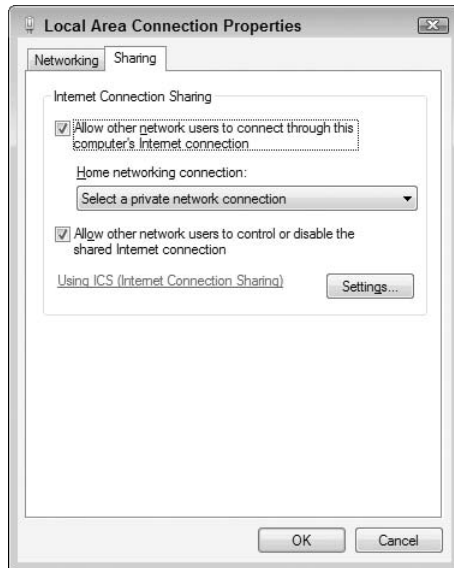 Local Area Connection Properties
Networking
Sharing
Internet Connection Sharing
Allow other network users to connect through this
computer's Internet connection
Home networking connection:
Select a private network connection
Allow other network users to control or disable the
shared Internet connection
Using ICS (Internet Connection Sharing)
Settings...
OK
Cancel